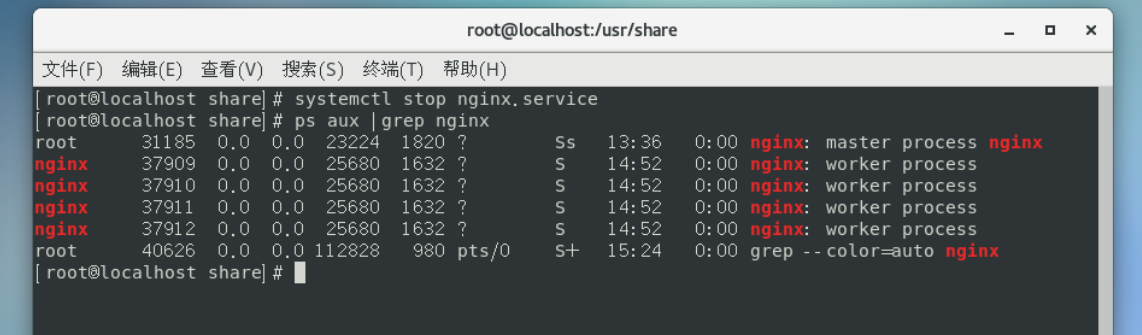 root@localhost:/usr/share
文件(F) 编辑(E) 查看(V) 搜索(S) 终端(T) 帮助(H)
[root@localhost share]# systemctl stop nginx.service
[root@localhost share]# ps aux |grep nginx
root 31185 0.0 0.0 23224 1820 ? Ss 13:36 0:00 nginx: master process nginx
nginx 37909 0.0 0.0 25680 1632 ? S 14:52 0:00 nginx: worker process
nginx 37910 0.0 0.0 25680 1632 ? S 14:52 0:00 nginx: worker process
nginx 37911 0.0 0.0 25680 1632 ? S 14:52 0:00 nginx: worker process
nginx 37912 0.0 0.0 25680 1632 ? S 14:52 0:00 nginx: worker process
root 40626 0.0 0.0 112828 980 pts/0 S+ 15:24 0:00 grep --color=auto nginx
[root@localhost share]#